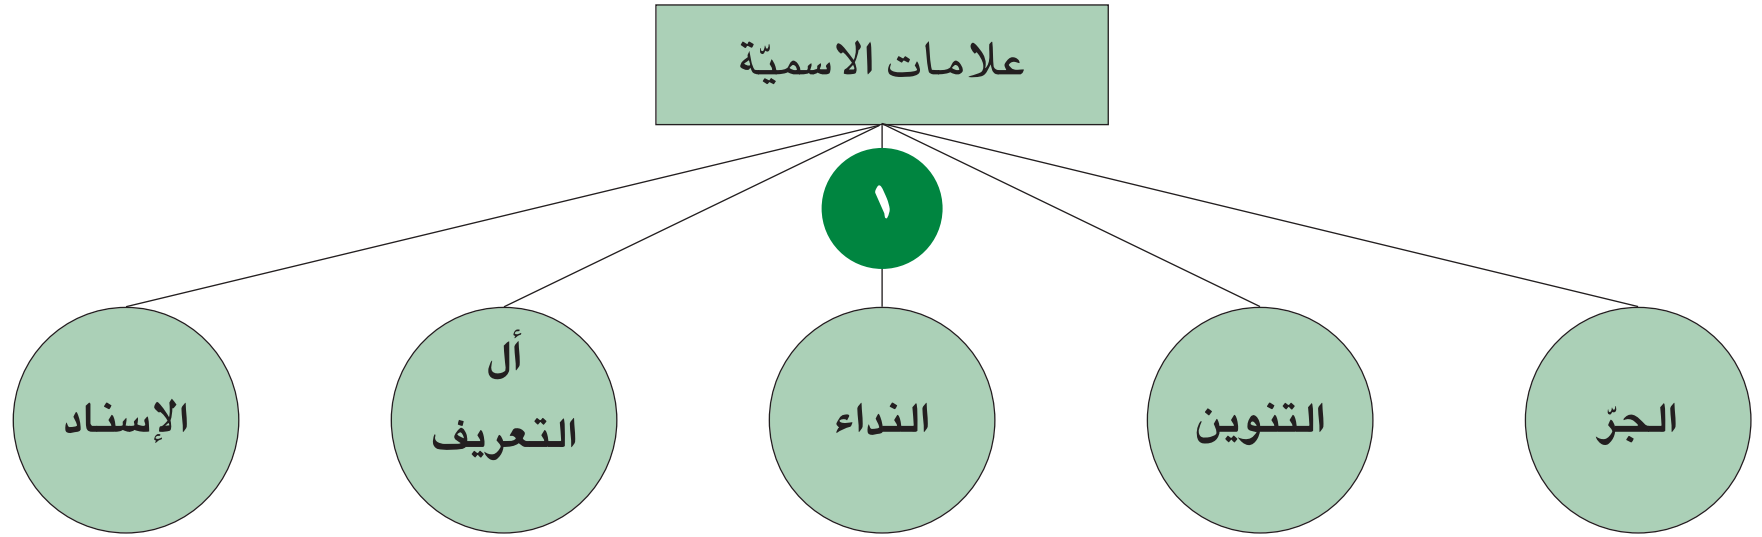 علامات الاسميّة
١
الجرّ
التنوين
النداء
أل
التعريف
الإسناد